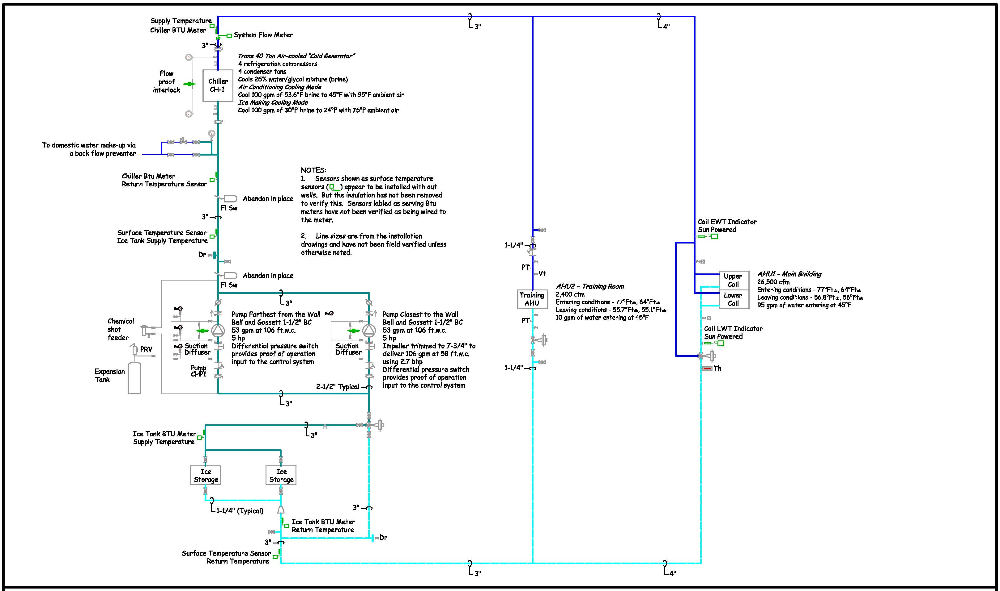 Supply Temperature
Chiller BTU Meter
System Flow Meter
3"
3"
4"
Trane 40 Ton Air-cooled "Cold Generator"
4 refrigeration compressors
4 condenser fans
Cools 25% water/glycol mixture (brine)
Air Conditioning Cooling Mode
Cool 100 gpm of 53.6°F brine to 45°F with 95°F ambient air
Ice Making Cooling Mode
Cool 100 gpm of 30°F brine to 24°F with 75°F ambient air
Flow
proof
interlock
Chiller
CH-1
To domestic water make-up via
a back flow preventer
Chiller Btu Meter
Return Temperature Sensor
Abandon in place
Fl Sw
3"
Surface Temperature Sensor
Ice Tank Supply Temperature
Dr
Abandon in place
Fl Sw
NOTES:
1. Sensors shown as surface temperature
sensors ( ) appear to be installed with out
wells. But the insulation has not been removed
to verify this. Sensors labled as serving Btu
meters have not been verified as being wired to
the meter.
2. Line sizes are from the installation
drawings and have not been field verified unless
otherwise noted.
Coil EWT Indicator
Sun Powered
1-1/4"
PT
Vt
Training
AHU
PT
1-1/4"
AHU2 - Training Room
2,400 cfm
Entering conditions - 77°Ftdb, 64°Ftwb
Leaving conditions - 55.7°Ftdb, 55.1°Ftwb
10 gpm of water entering at 45°F
Upper
Coil
Lower
Coil
AHU1 - Main Building
26,500 cfm
Entering conditions - 77°Ftdb, 64°Ftwb
Leaving conditions - 56.8°Ftdb, 56°Ftwb
95 gpm of water entering at 45°F
Coil LWT Indicator
Sun Powered
Th
3"
Chemical
shot
feeder
PRV
Expansion
Tank
Ga
Ga
Ga
Suction
Diffuser
Pump
CHP1
Pump Farthest from the Wall
Bell and Gossett 1-1/2" BC
53 gpm at 106 ft.w.c.
5 hp
Differential pressure switch
provides proof of operation
input to the control system
Ga
Suction
Diffuser
Pump Closest to the Wall
Bell and Gossett 1-1/2" BC
53 gpm at 106 ft.w.c.
5 hp
Impeller trimmed to 7-3/4" to
deliver 106 gpm at 58 ft.w.c.
using 2.7 bhp
Differential pressure switch
provides proof of operation
input to the control system
2-1/2" Typical
3"
3"
Ice Tank BTU Meter
Supply Temperature
Ice
Storage
Ice
Storage
1-1/4" (Typical)
3"
Ice Tank BTU Meter
Return Temperature
Dr
3"
Surface Temperature Sensor
Return Temperature
3"
4"